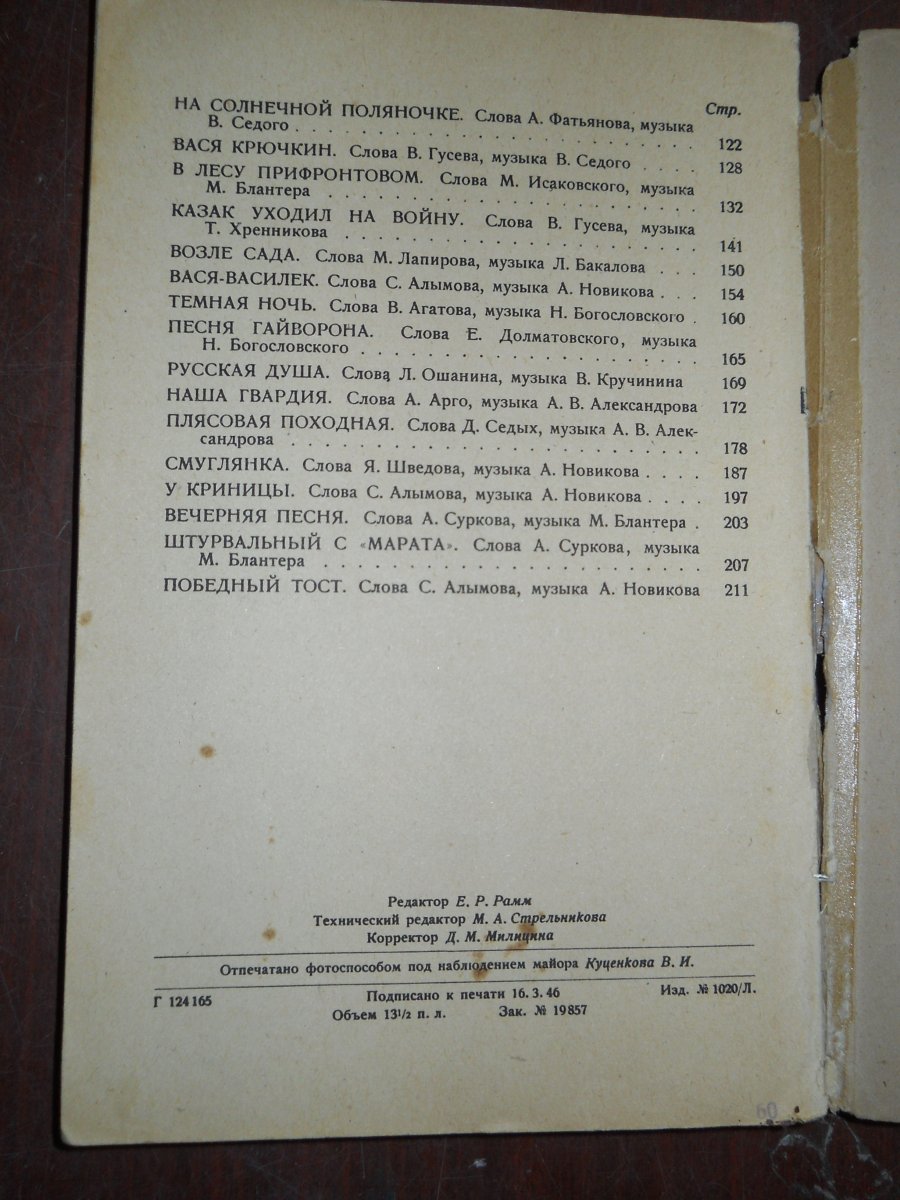 Стр.
НА СОЛНЕЧНОЙ ПОЛЯНОЧКЕ. Слова А. Фатьянова, музыка
В. Седого . . . . . . . . . . . . . . . . . . 122
ВАСЯ КРЮЧКИН. Слова В. Гусева, музыка В. Седого . . . . 128
В ЛЕСУ ПРИФРОНТОВОМ. Слова М. Исаковского, музыка
М. Блантера . . . . . . . . . . . . . . . . . 132
КАЗАК УХОДИЛ НА ВОЙНУ. Слова В. Гусева, музыка
Т. Хренникова . . . . . . . . . . . . . . . . 141
ВОЗЛЕ САДА. Слова М. Лапирова, музыка Л. Бакалова . . . 150
ВАСЯ-ВАСИЛЕК. Слова С. Алымова, музыка А. Новикова . . . 154
ТЕМНАЯ НОЧЬ. Слова В. Агатова, музыка Н. Богословского . 160
ПЕСНЯ ГАЙВОРОНА. Слова Е. Долматовского, музыка
Н. Богословского . . . . . . . . . . . . . . . 165
РУССКАЯ ДУША. Слова Л. Ошанина, музыка В. Кручинина 169
НАША ГВАРДИЯ. Слова А. Арго, музыка А. В. Александрова 172
ПЛЯСОВАЯ ПОХОДНАЯ. Слова Д. Седых, музыка А. В. Алек-
сандрова . . . . . . . . . . . . . . . . . . 178
СМУГЛЯНКА. Слова Я. Шведова, музыка А. Новикова . . . . 187
У КРИНИЦЫ. Слова С. Алымова, музыка А. Новикова . . . . 197
ВЕЧЕРНЯЯ ПЕСНЯ. Слова А. Суркова, музыка М. Блантера . 203
ШТУРВАЛЬНЫЙ С «МАРАТА». Слова А. Суркова, музыка
М. Блантера . . . . . . . . . . . . . . . . . 207
ПОБЕДНЫЙ ТОСТ. Слова С. Алымова, музыка А. Новикова 211
Редактор Е. Р. Рамм
Технический редактор М. А. Стрельникова
Корректор Д. М. Милицина
Отпечатано фотоспособом под наблюдением майора Куценкова В. И.
Г 124165 Подписано к печати 16.3.46 Изд. № 1020/Л.
Объем 13 1/2 п. л. Зак. № 19857
60